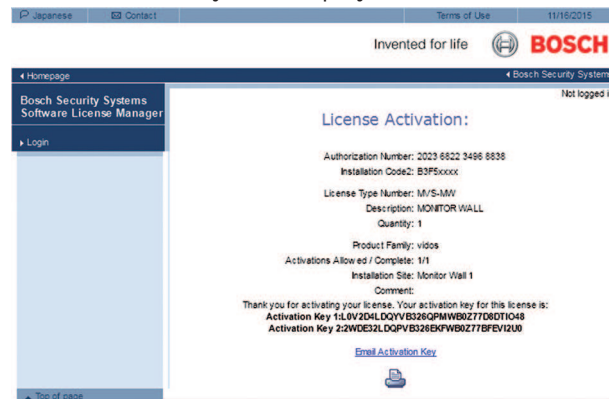 Japanese Contact Terms of Use 11/16/2015
Invented for life BOSCH
Homepage Bosch Security System
Not logged i
Bosch Security Systems
Software License Manager
Login
License Activation:
Authorization Number: 2023 6822 3496 8838
Installation Code2: B3F5xxxx
License Type Number: MVS-MW
Description: MONITOR WALL
Quantity: 1
Product Family: vidos
Activations Allowed / Complete: 1/1
Installation Site: Monitor Wall 1
Comment:
Thank you for activating your license. Your activation key for this license is:
Activation Key 1:L0V2D4LDQYVB326QPMWB0Z77D8DTIO48
Activation Key 2:2WDE32LDQPVB326EKFWB0Z77BFEVI2U0
Email Activation Key
Top of page